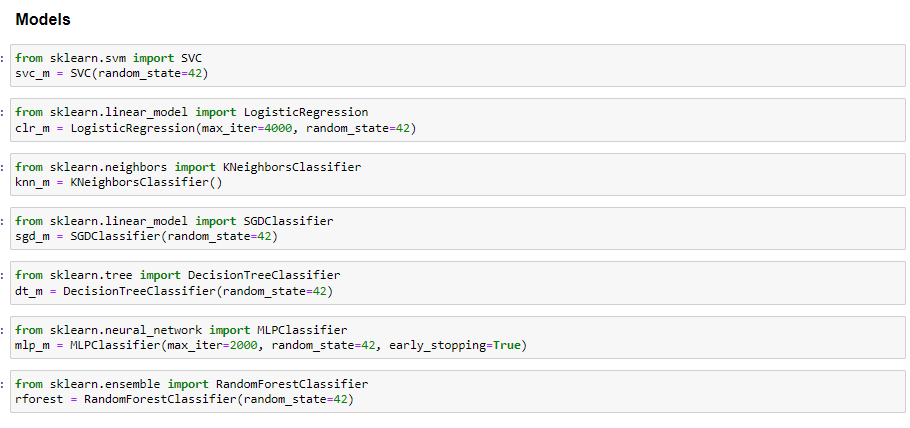 Models
: from sklearn.svm import SVC
svc_m = SVC(random_state=42)
: from sklearn.linear_model import LogisticRegression
clr_m = LogisticRegression(max_iter=4000, random_state=42)
: from sklearn.neighbors import KNeighborsClassifier
knn_m = KNeighborsClassifier()
: from sklearn.linear_model import SGDClassifier
sgd_m = SGDClassifier(random_state=42)
: from sklearn.tree import DecisionTreeClassifier
dt_m = DecisionTreeClassifier(random_state=42)
: from sklearn.neural_network import MLPClassifier
mlp_m = MLPClassifier(max_iter=2000, random_state=42, early_stopping=True)
: from sklearn.ensemble import RandomForestClassifier
rforest = RandomForestClassifier(random_state=42)